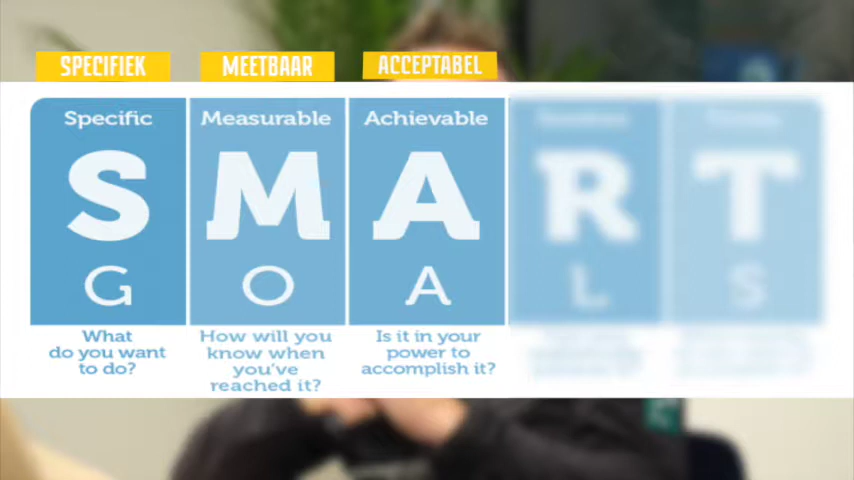 SPECIFIEK MEETBAAR ACCEPTABEL
Specific Measurable Achievable
S M A R T
G O A L S
What
do you want
to do?
How will you
know when
you've
reached it?
Is it in your
power to
accomplish it?